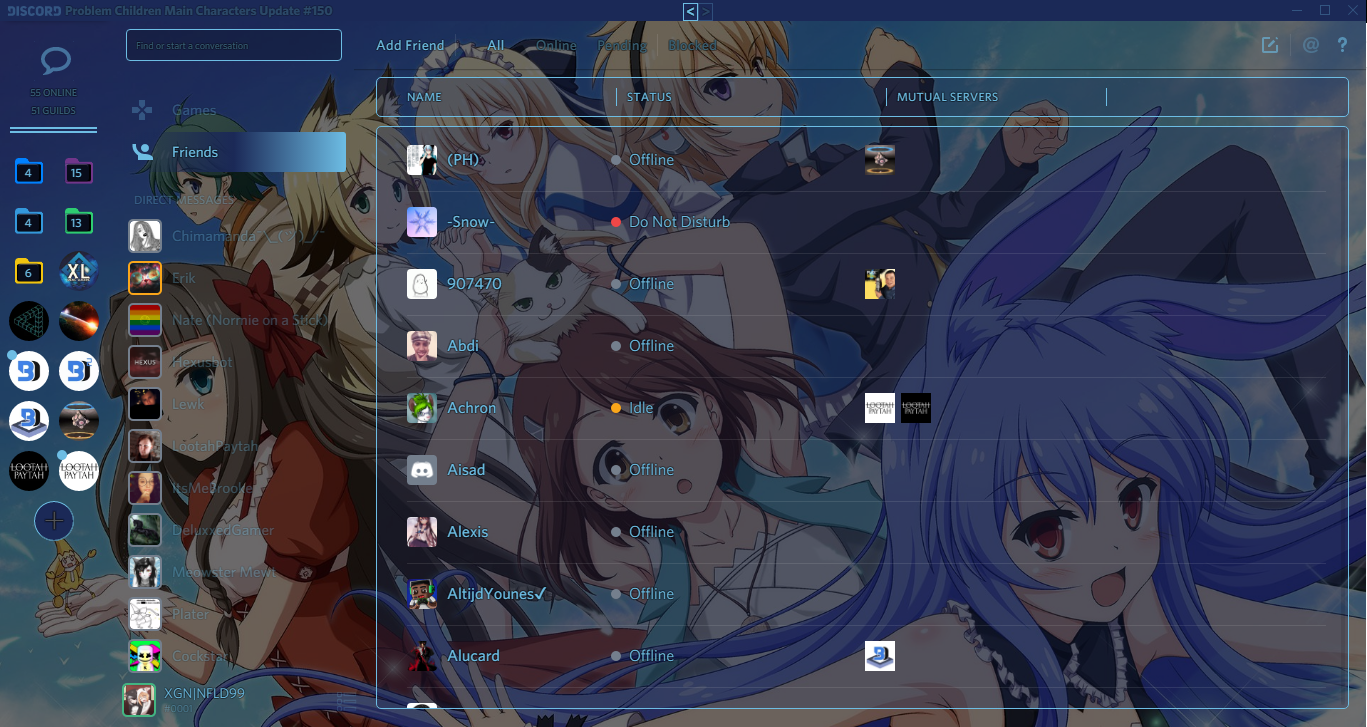 DISCORD Problem Children Main Characters Update #150
< >
Find or start a conversation
55 ONLINE
51 GUILDS
4
15
4
13
6
XL
LOOTAH PAYTAH
LOOTAH PAYTAH
Games
Friends
DIRECT MESSAGES
Chimamanda
Erik
Nate (Normie on a Stick)
Hexusbot
HEXUS
Lewk
LootahPaytah
ItsMeBrooke
DeluxxedGamer
Meowster Mewt
Plater
Cockstar
XGN|NFLD99
#0001
Add Friend
All
Online
Pending
Blocked
@
?
NAME
STATUS
MUTUAL SERVERS
(PH)
Offline
-Snow-
Do Not Disturb
907470
Offline
Abdi
Offline
Achron
Idle
LOOTAH PAYTAH
LOOTAH PAYTAH
Aisad
Offline
Alexis
Offline
AltijdYounes✓
Offline
Alucard
Offline